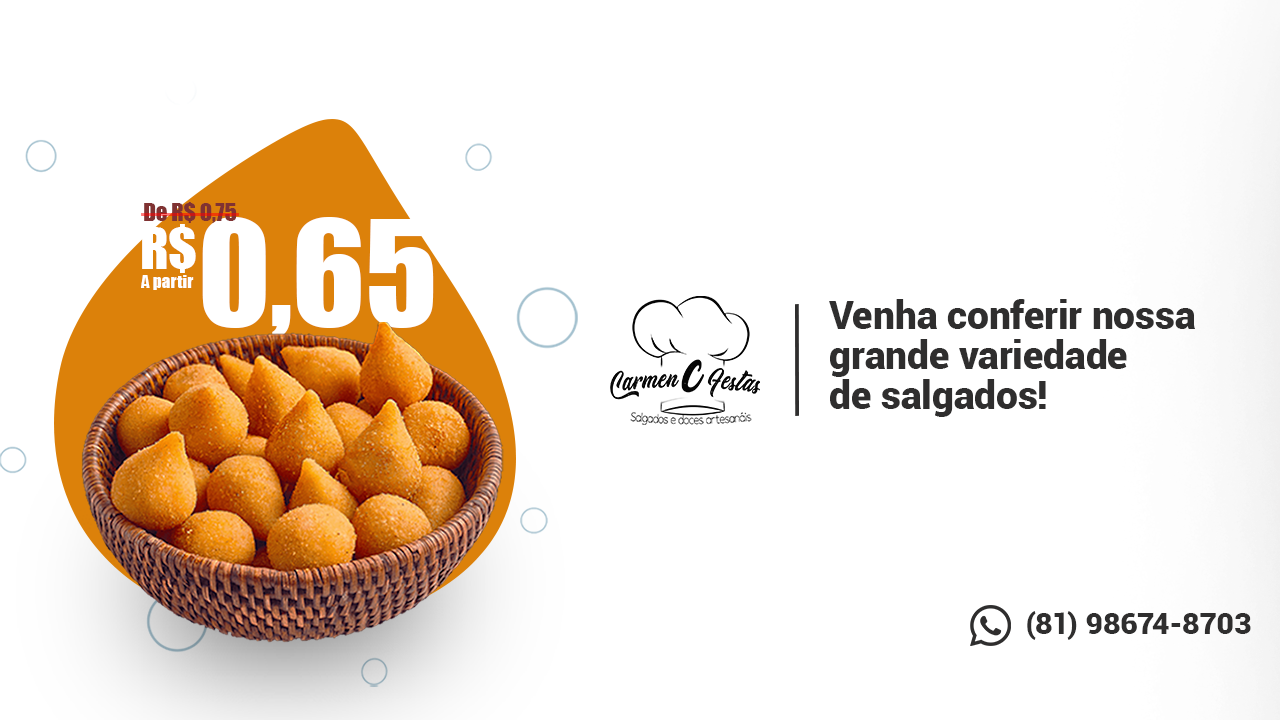 De R$ 0,75
R$ 0,65
A partir
Carmen C Festas
Salgados e doces artesanáis
Venha conferir nossa
grande variedade
de salgados!
(81) 98674-8703